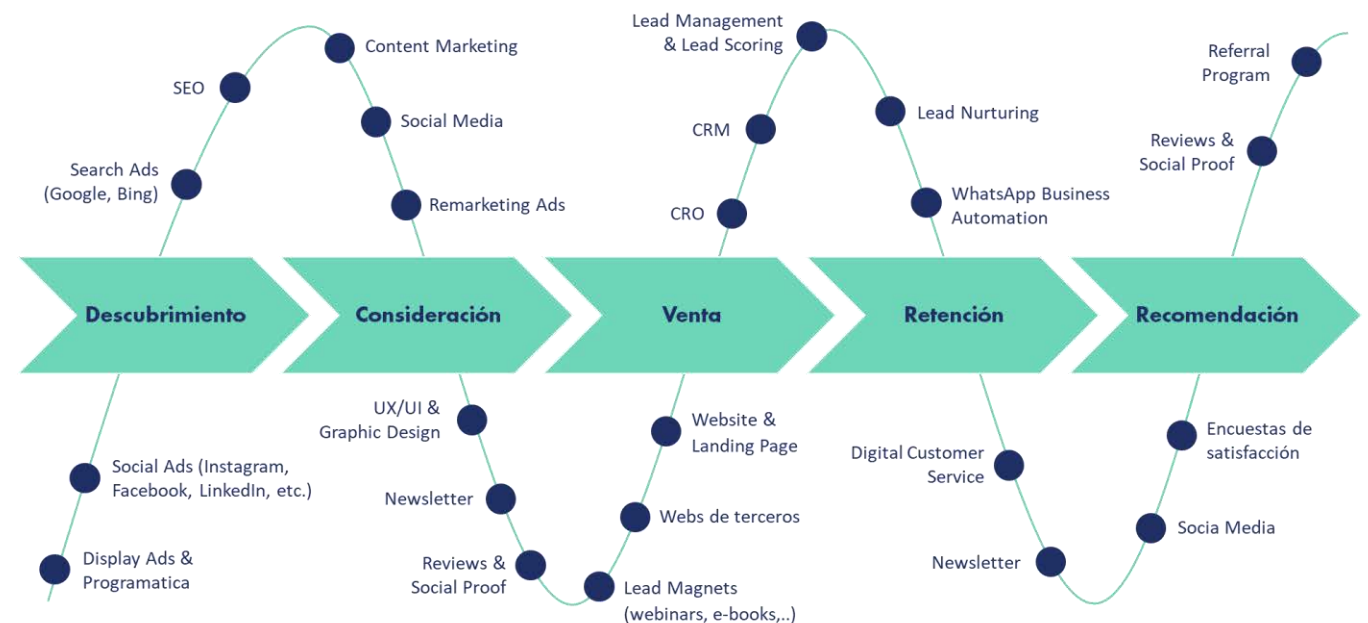 Lead Management
& Lead Scoring
Content Marketing
Referral
Program
SEO
Social Media
Lead Nurturing
CRM
Reviews &
Social Proof
Search Ads
(Google, Bing)
Remarketing Ads
CRO
WhatsApp Business
Automation
Descubrimiento
Consideración
Venta
Retención
Recomendación
UX/UI &
Graphic Design
Website &
Landing Page
Encuestas de
satisfacción
Digital Customer
Service
Social Ads (Instagram,
Facebook, LinkedIn, etc.)
Newsletter
Webs de terceros
Socia Media
Display Ads &
Programatica
Reviews &
Social Proof
Newsletter
Lead Magnets
(webinars, e-books,..)